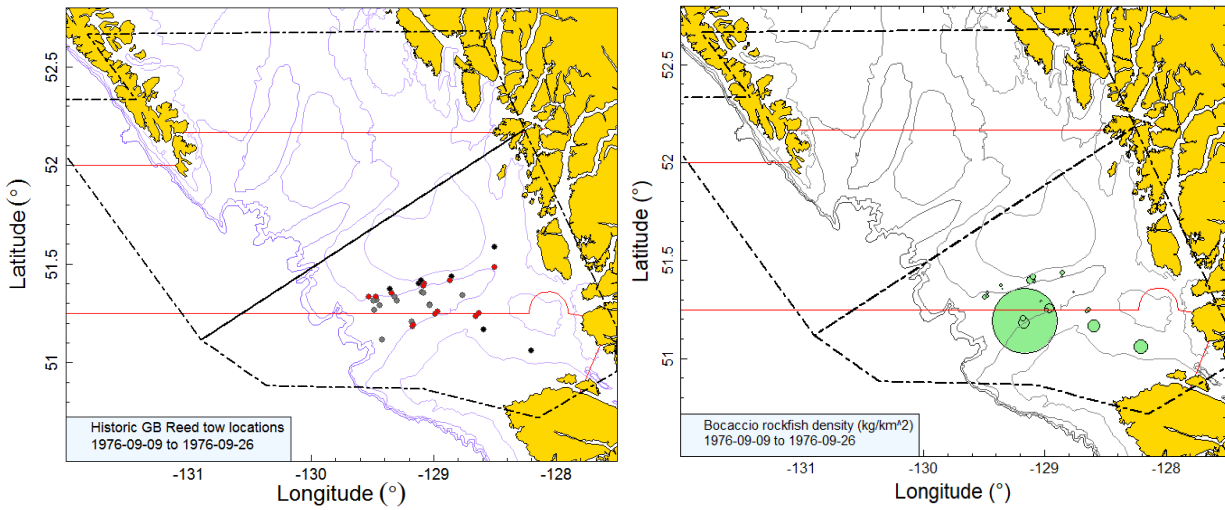 52.5
52
51.5
51
Latitude (°)
Historic GB Reed tow locations
1976-09-09 to 1976-09-26
-131
-130
-129
-128
Longitude (°)
52.5
52
51.5
51
Latitude (°)
Bocaccio rockfish density (kg/km^2)
1976-09-09 to 1976-09-26
-131
-130
-129
-128
Longitude (°)